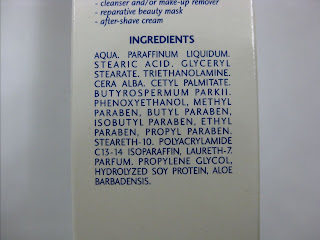 - cleanser and/or make-up remover
- reparative beauty mask
- after-shave cream
INGREDIENTS
AQUA. PARAFFINUM LIQUIDUM.
STEARIC ACID. GLYCERYL
STEARATE. TRIETHANOLAMINE.
CERA ALBA. CETYL PALMITATE.
BUTYROSPERMUM PARKII.
PHENOXYETHANOL, METHYL
PARABEN, BUTYL PARABEN,
ISOBUTYL PARABEN, ETHYL
PARABEN, PROPYL PARABEN.
STEARETH-10. POLYACRYLAMIDE
C13-14 ISOPARAFFIN, LAURETH-7.
PARFUM. PROPYLENE GLYCOL,
HYDROLYZED SOY PROTEIN, ALOE
BARBADENSIS.